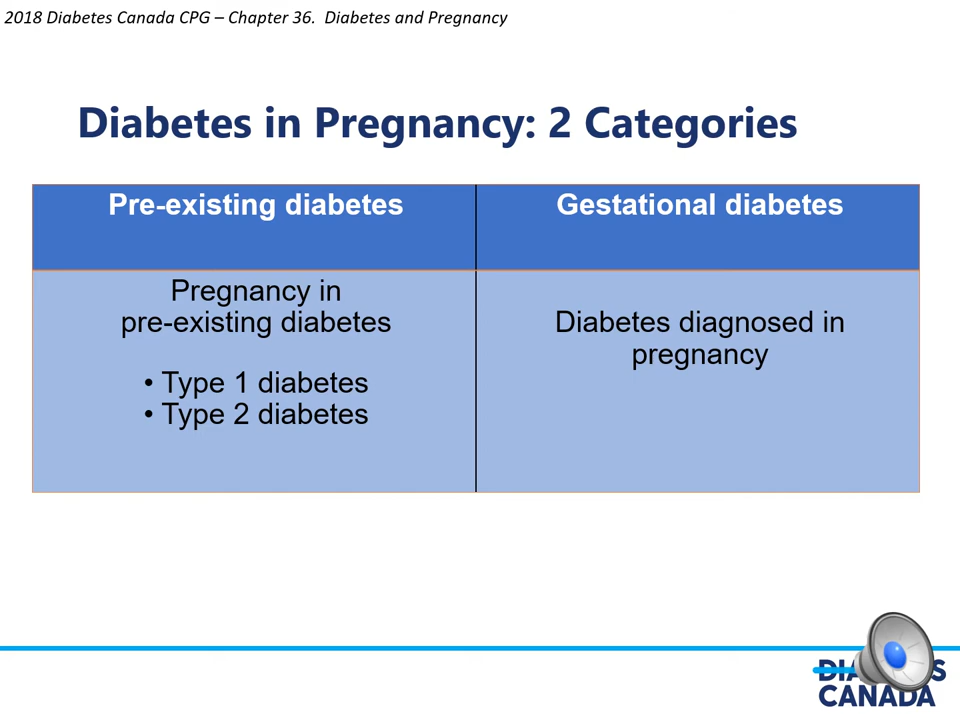 2018 Diabetes Canada CPG – Chapter 36. Diabetes and Pregnancy
Diabetes in Pregnancy: 2 Categories
Pre-existing diabetes
Gestational diabetes
Pregnancy in
pre-existing diabetes
• Type 1 diabetes
• Type 2 diabetes
Diabetes diagnosed in
pregnancy
CANADA